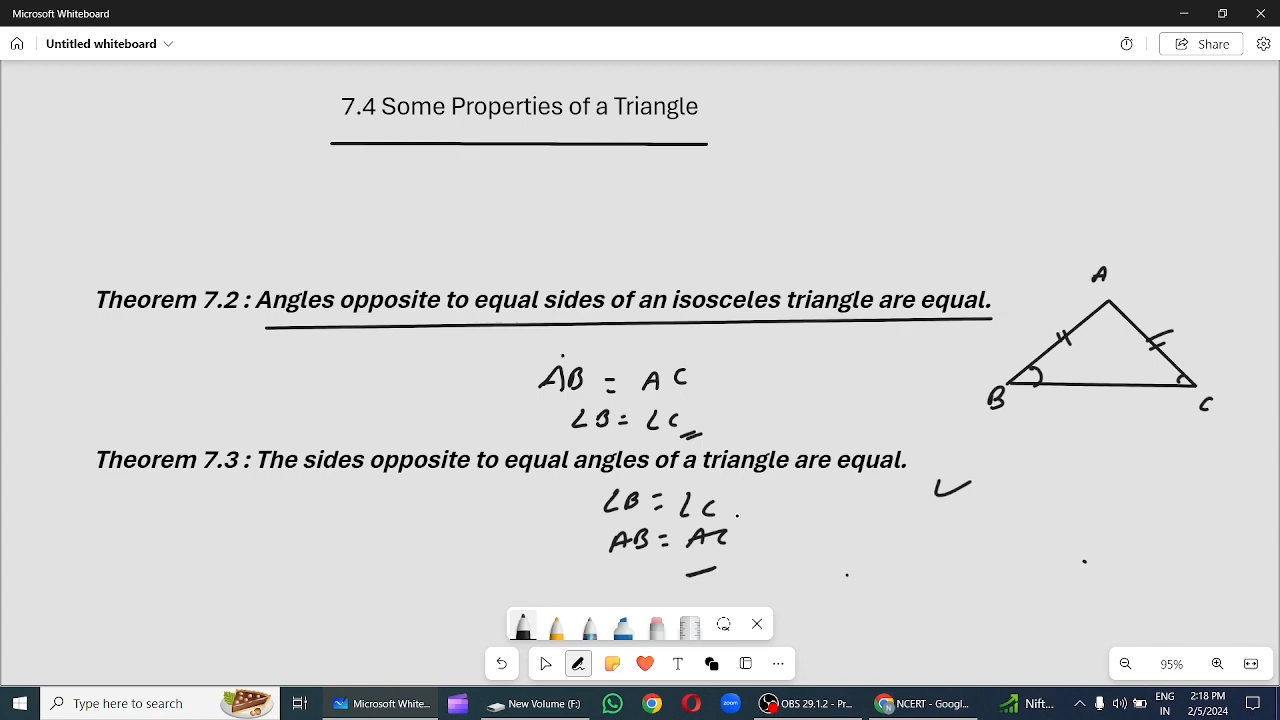 Microsoft Whiteboard
Untitled whiteboard
Share
7.4 Some Properties of a Triangle
A
Theorem 7.2 : Angles opposite to equal sides of an isosceles triangle are equal.
AB = AC
∠B = ∠C
B
C
Theorem 7.3 : The sides opposite to equal angles of a triangle are equal.
∠B = ∠C
AB = AC
95%
Type here to search
Microsoft White...
New Volume (F:)
zoom
OBS 29.1.2 - Pr...
NCERT - Googl...
Nift...
ENG
IN
2:18 PM
2/5/2024